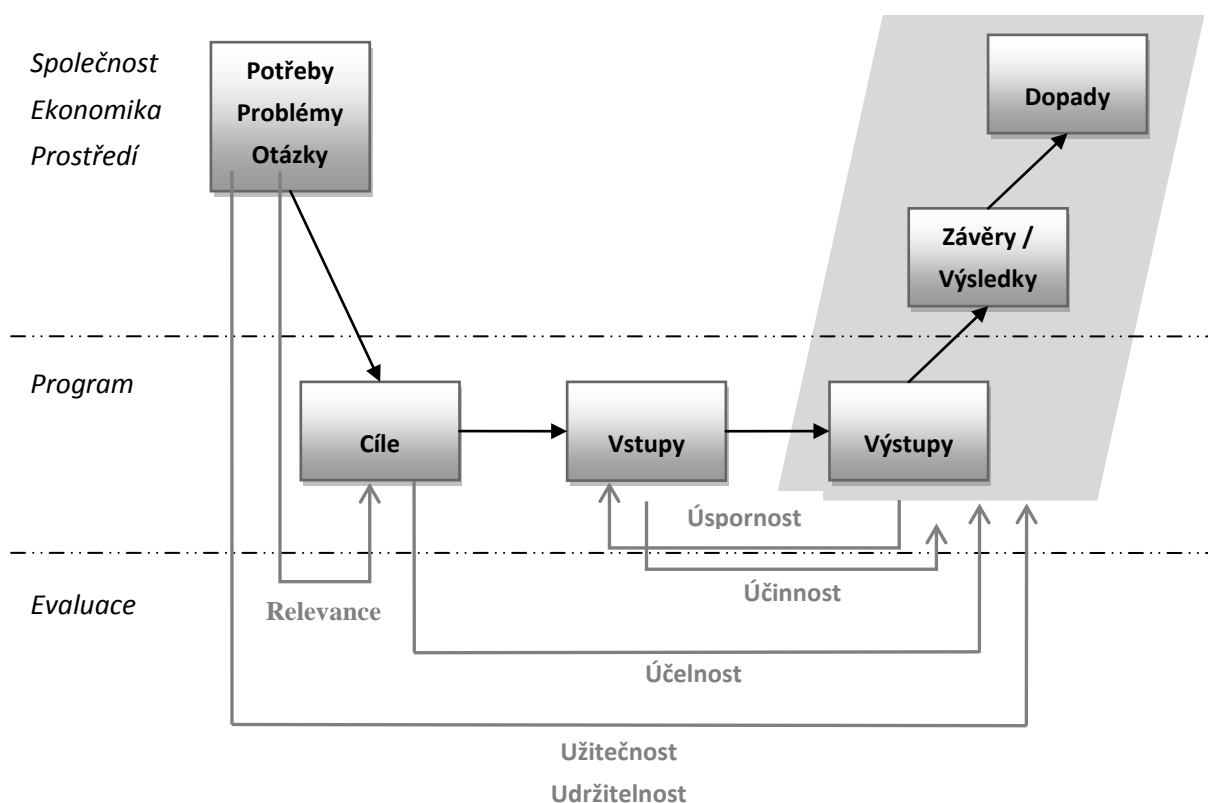 Společnost
Ekonomika
Prostředí
Potřeby
Problémy
Otázky
Dopady
Závěry /
Výsledky
Program
Cíle
Vstupy
Výstupy
Úspornost
Evaluace
Relevance
Účinnost
Účelnost
Užitečnost
Udržitelnost